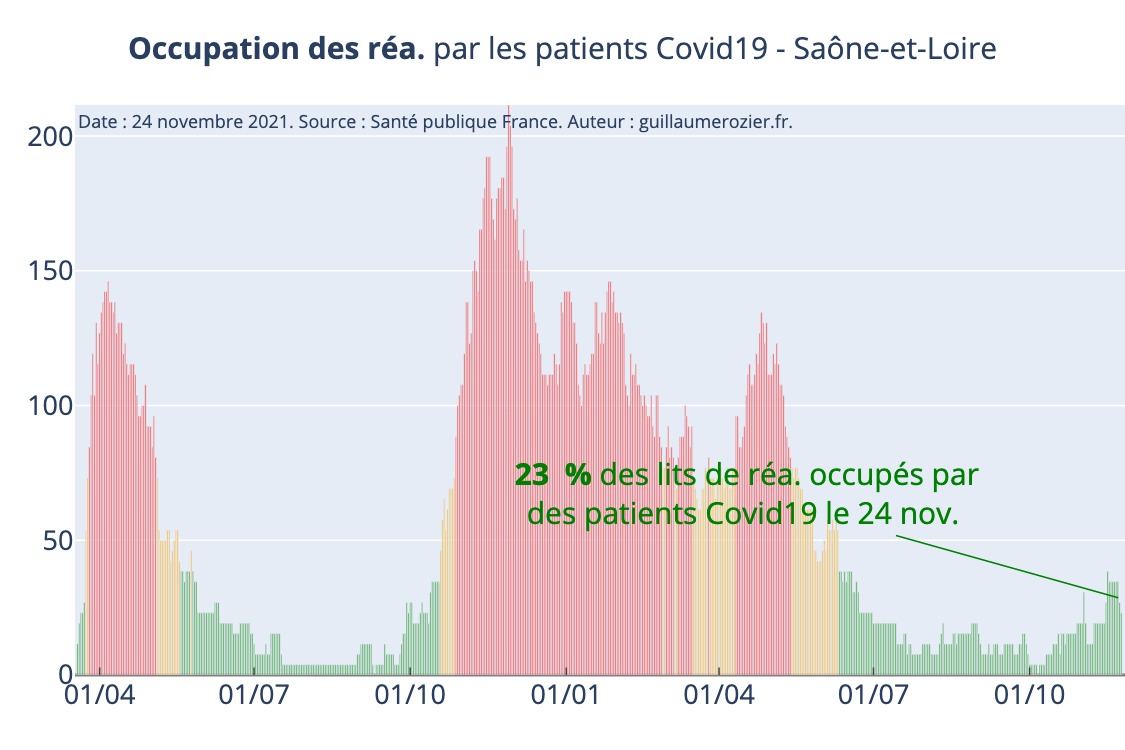 Occupation des réa. par les patients Covid19 - Saône-et-Loire
Date : 24 novembre 2021. Source : Santé publique France. Auteur : guillaumerozier.fr.
200
150
100
50
0
23 % des lits de réa. occupés par
des patients Covid19 le 24 nov.
01/04 01/07 01/10 01/01 01/04 01/07 01/10